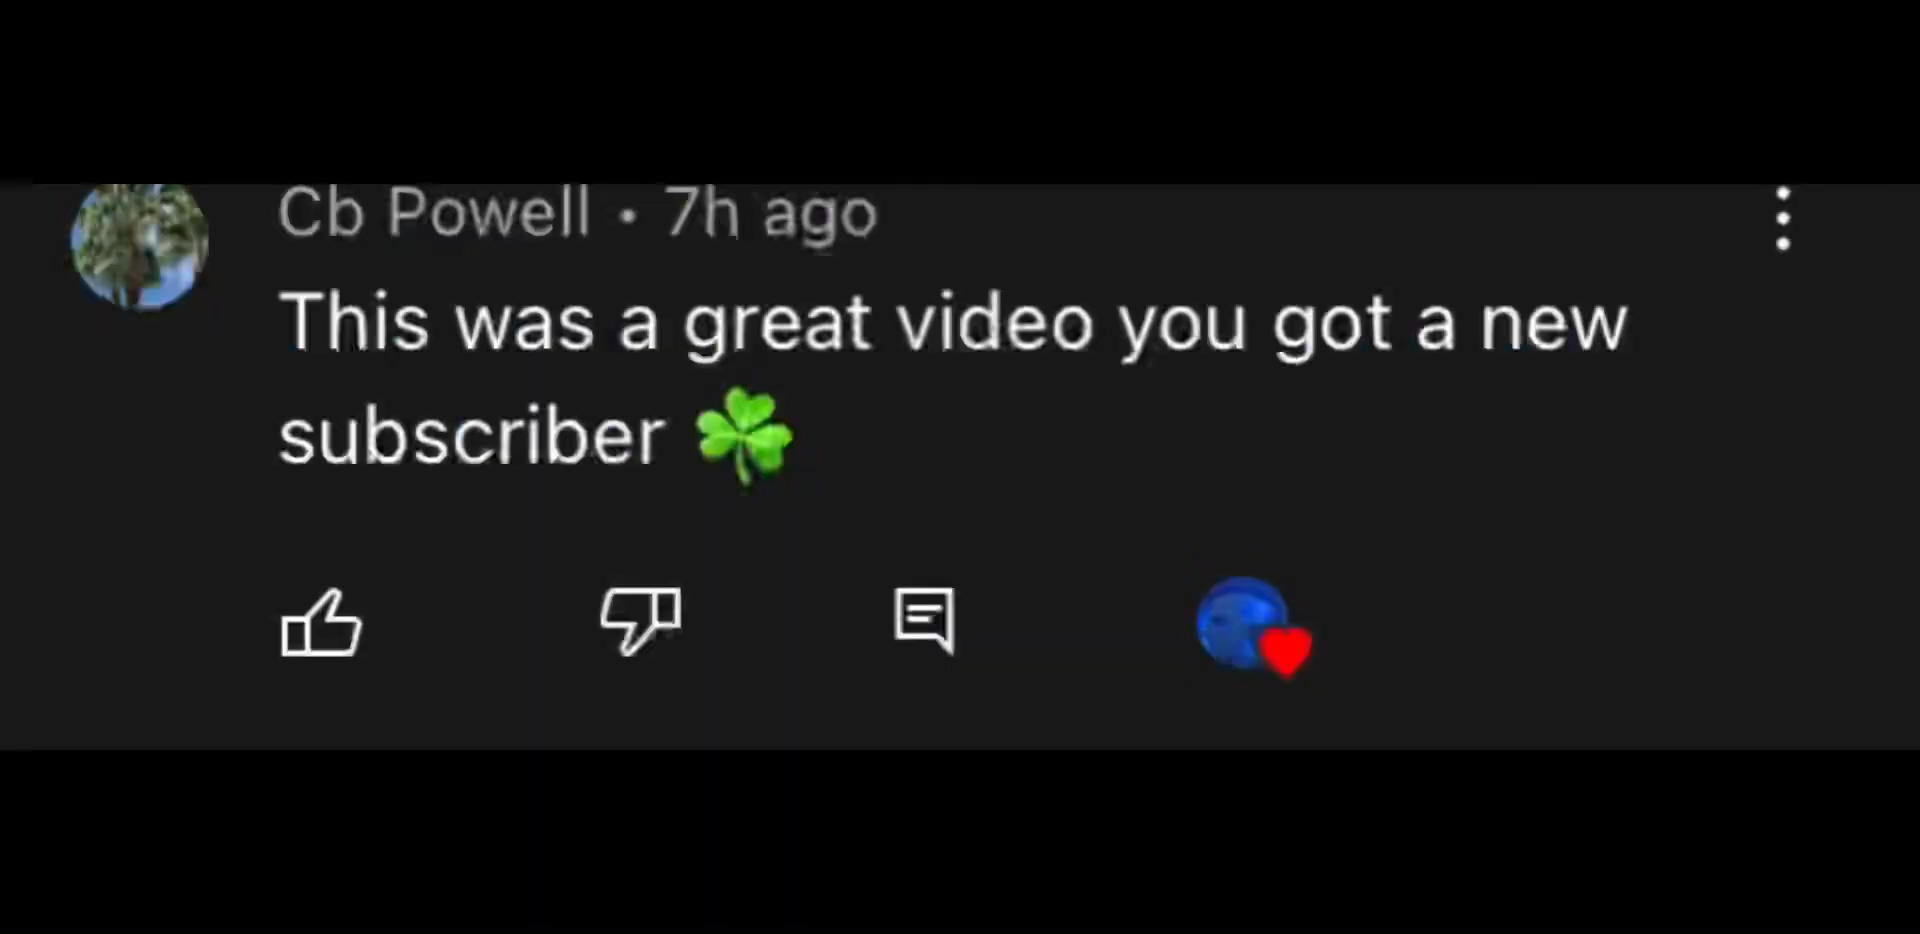 Cb Powell • 7h ago
This was a great video you got a new
subscriber ☘️